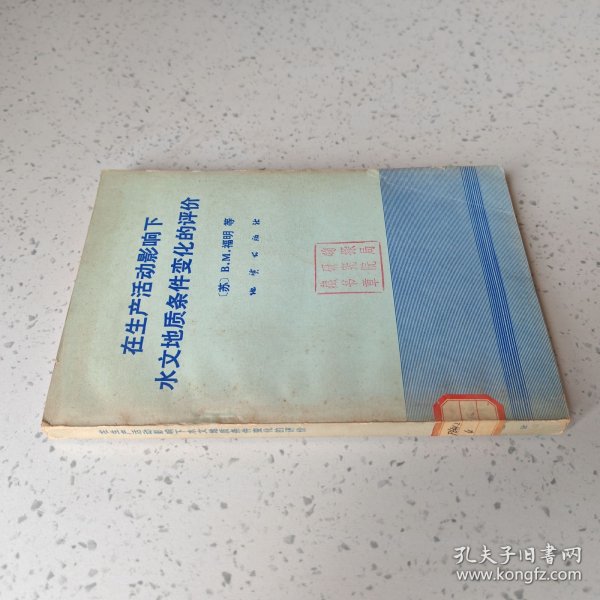 在生产活动影响下
水文地质条件变化的评价
〔苏〕B.M.福明 等
地质出版社
在生产活动影响下水文地质条件变化的评价
孔夫子旧书网
www.kongfz.com